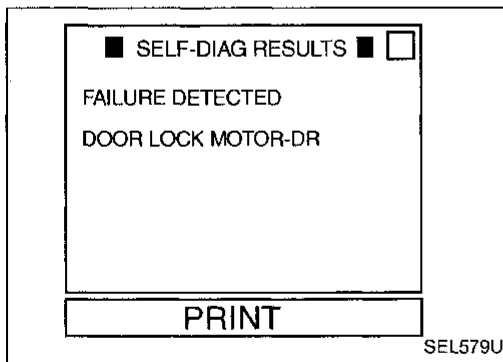 ■ SELF-DIAG RESULTS ■ □
FAILURE DETECTED
DOOR LOCK MOTOR-DR
PRINT
SEL579U